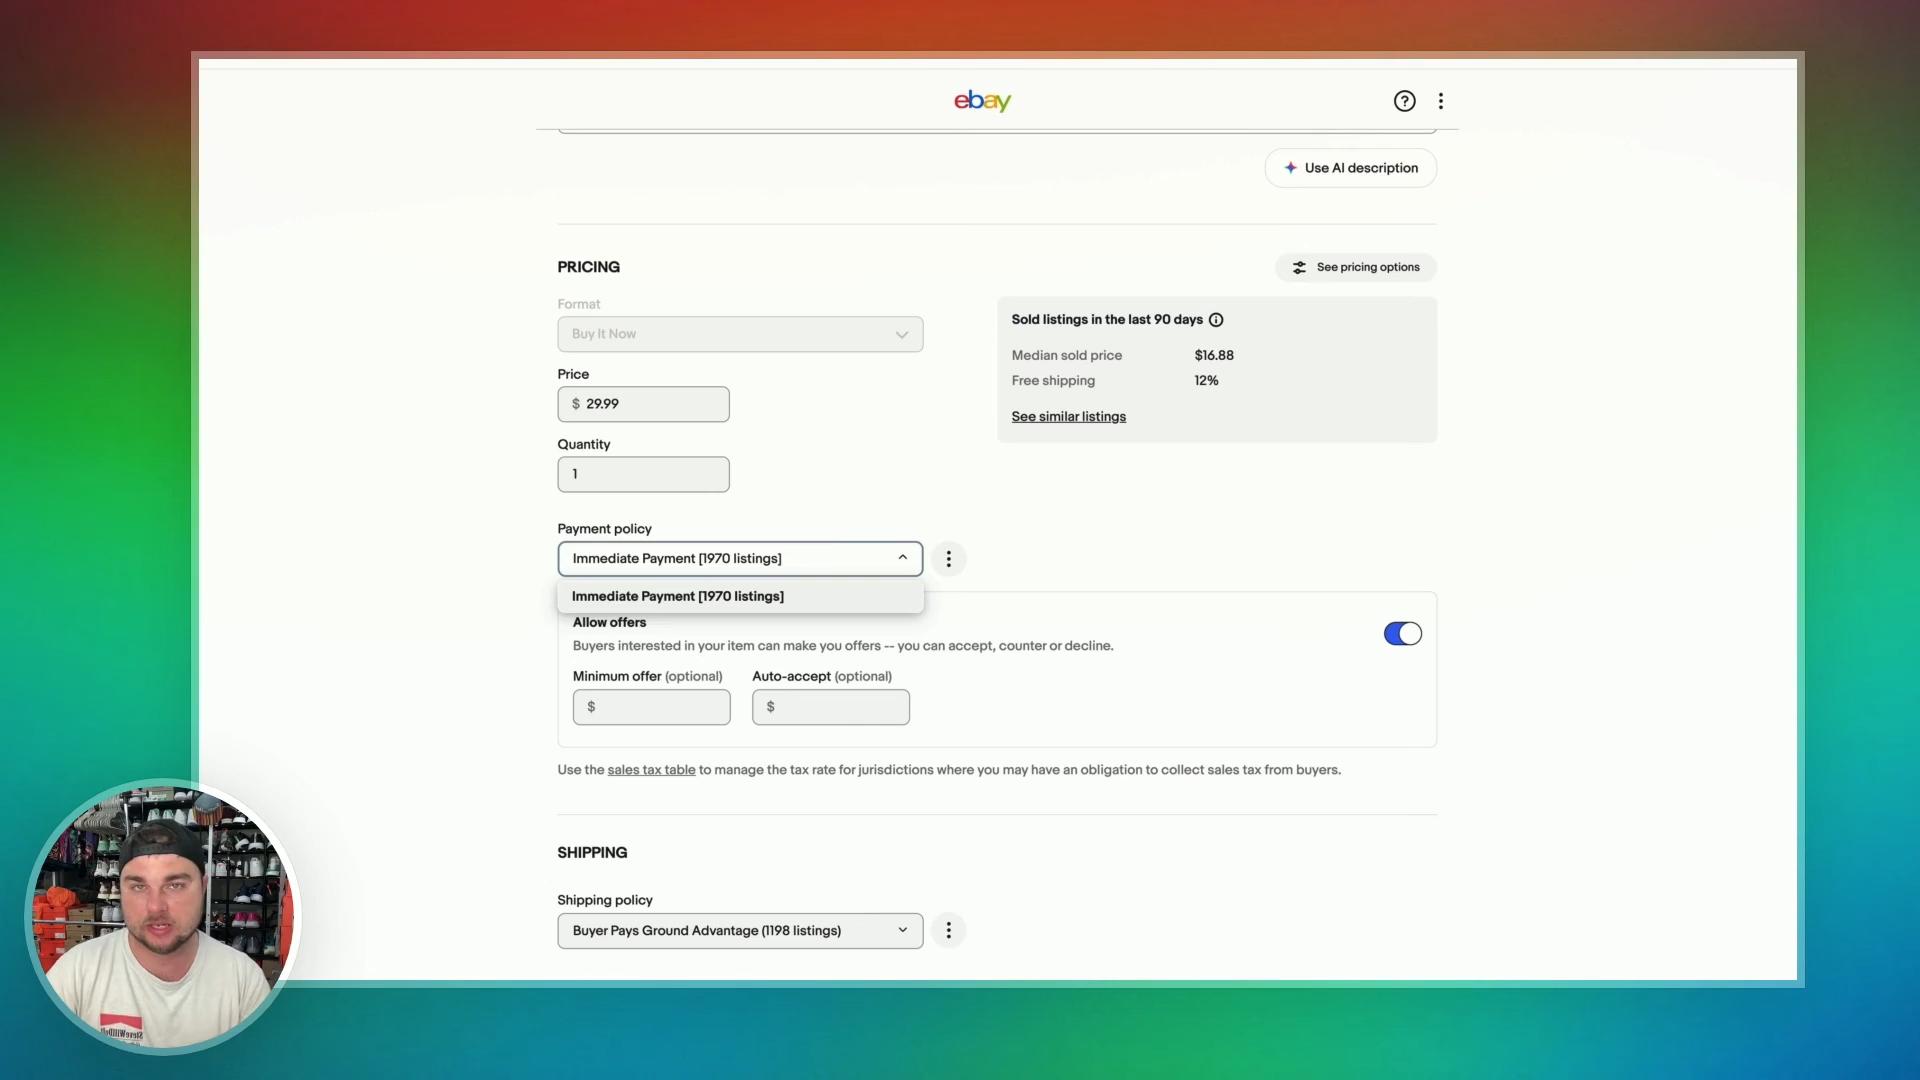 ebay
Use AI description
PRICING
See pricing options
Format
Buy It Now
Sold listings in the last 90 days
Median sold price $16.88
Free shipping 12%
See similar listings
Price
$ 29.99
Quantity
1
Payment policy
Immediate Payment [1970 listings]
Immediate Payment [1970 listings]
Allow offers
Buyers interested in your item can make you offers -- you can accept, counter or decline.
Minimum offer (optional) Auto-accept (optional)
$ $
Use the sales tax table to manage the tax rate for jurisdictions where you may have an obligation to collect sales tax from buyers.
SHIPPING
Shipping policy
Buyer Pays Ground Advantage (1198 listings)